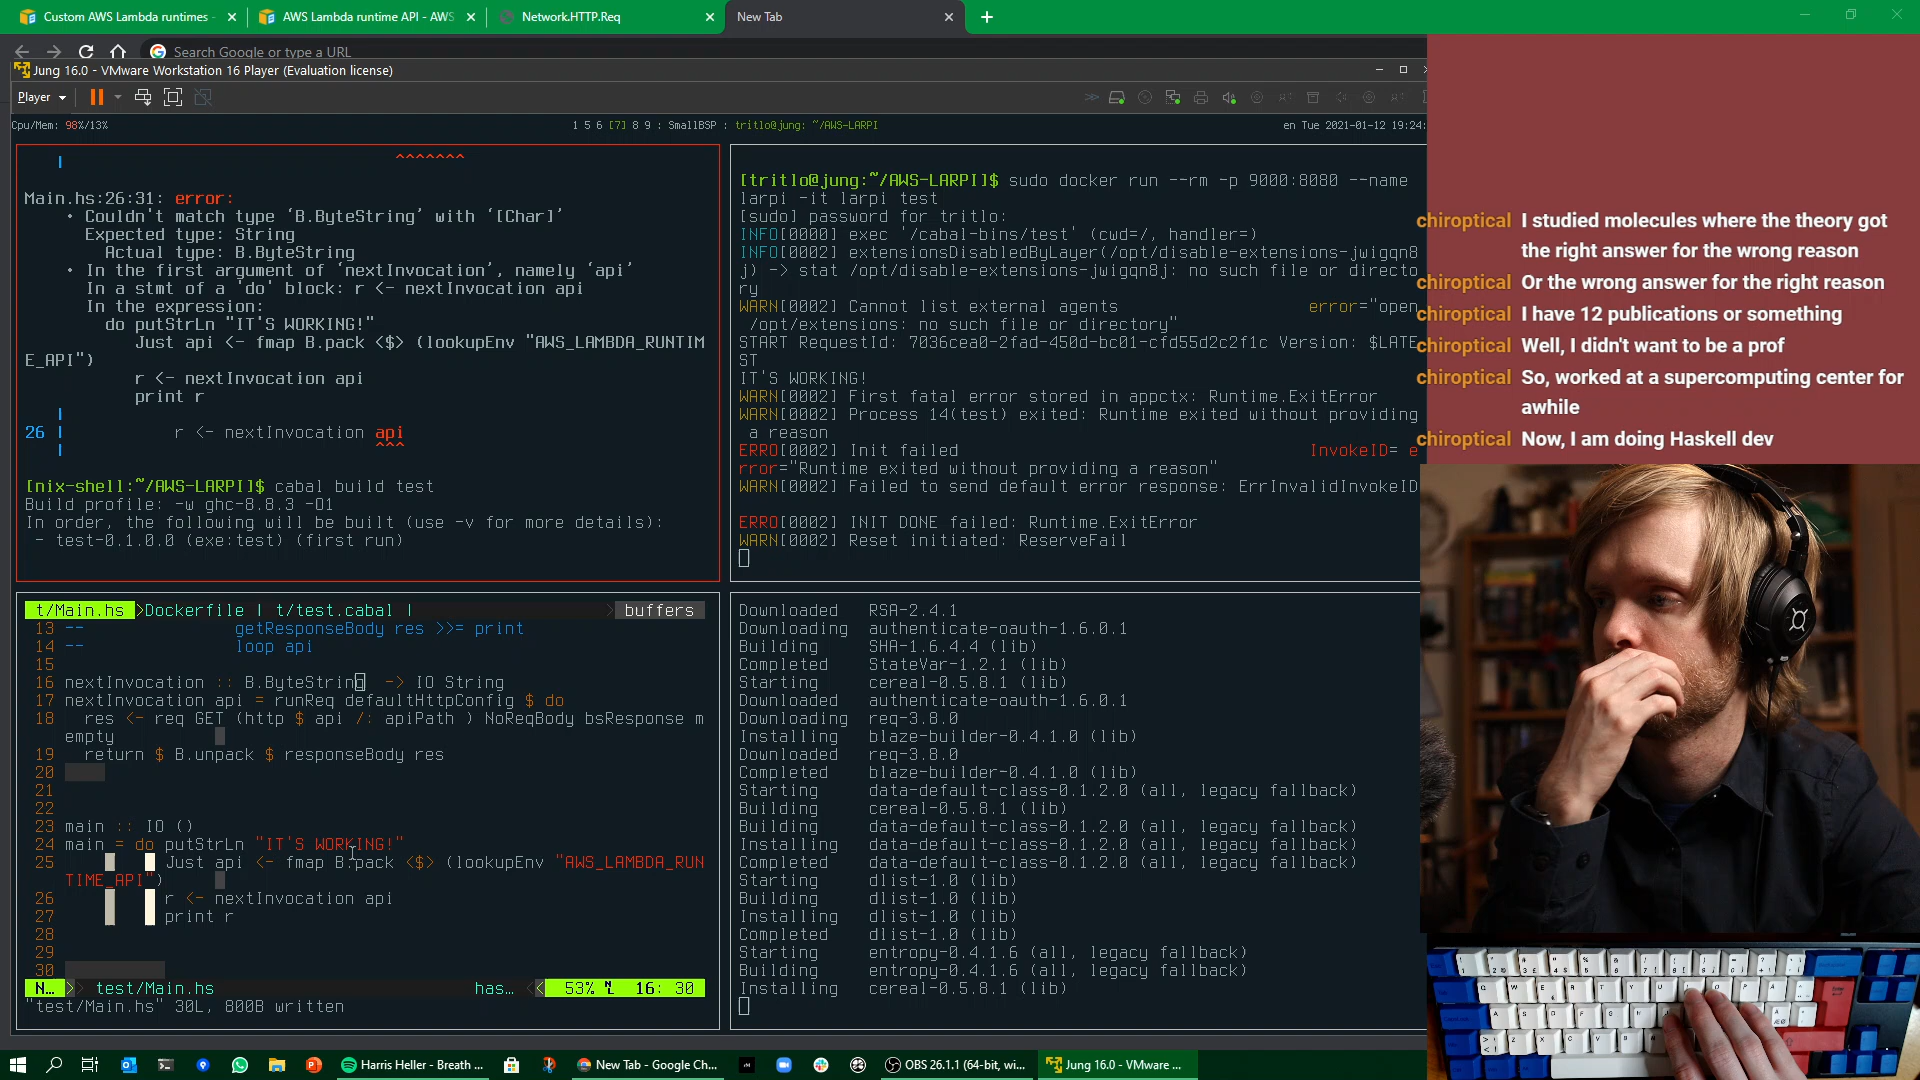 Custom AWS Lambda runtimes -
AWS Lambda runtime API - AWS
Network.HTTP.Req
New Tab
Search Google or type a URL
Jung 16.0 - VMware Workstation 16 Player (Evaluation license)
Player
Cpu/Mem: 98%/13%
1 5 6 [7] 8 9 : SmallBSP : tritlo@jung: ~/AWS-LARPI
en Tue 2021-01-12 19:24:
^^^^^^^
Main.hs:26:31: error:
• Couldn't match type ‘B.ByteString’ with ‘[Char]’
Expected type: String
Actual type: B.ByteString
• In the first argument of ‘nextInvocation’, namely ‘api’
In a stmt of a 'do' block: r <- nextInvocation api
In the expression:
do putStrLn "IT'S WORKING!"
Just api <- fmap B.pack <$> (lookupEnv "AWS_LAMBDA_RUNTIM
E_API")
r <- nextInvocation api
print r
|
26 | r <- nextInvocation api
| ^^^
[nix-shell:~/AWS-LARPI]$ cabal build test
Build profile: -w ghc-8.8.3 -O1
In order, the following will be built (use -v for more details):
- test-0.1.0.0 (exe:test) (first run)
[tritlo@jung:~/AWS-LARPI]$ sudo docker run --rm -p 9000:8080 --name
larpi -it larpi test
[sudo] password for tritlo:
INFO[0000] exec '/cabal-bins/test' (cwd=/, handler=)
INFO[0000] extensionsDisabledByLayer(/opt/disable-extensions-jwigqn8
j) -> stat /opt/disable-extensions-jwigqn8j: no such file or directo
ry
WARN[0002] Cannot list external agents error="open
/opt/extensions: no such file or directory"
START RequestId: 7036cea0-2fad-450d-bc01-cfd55d2c2f1c Version: $LATE
ST
IT'S WORKING!
WARN[0002] First fatal error stored in appctx: Runtime.ExitError
WARN[0002] Process 14(test) exited: Runtime exited without providing
a reason
ERRO[0002] Init failed InvokeID= e
rror="Runtime exited without providing a reason"
WARN[0002] Failed to send default error response: ErrInvalidInvokeID
ERRO[0002] INIT DONE failed: Runtime.ExitError
WARN[0002] Reset initiated: ReserveFail
t/Main.hs >Dockerfile | t/test.cabal | buffers
13 -- getResponseBody res >>= print
14 -- loop api
15
16 nextInvocation :: B.ByteString -> IO String
17 nextInvocation api = runReq defaultHttpConfig $ do
18 res <- req GET (http $ api /: apiPath ) NoReqBody bsResponse m
empty
19 return $ B.unpack $ responseBody res
20
21
22
23 main :: IO ()
24 main = do putStrLn "IT'S WORKING!"
25 Just api <- fmap B.pack <$> (lookupEnv "AWS_LAMBDA_RUN
TIME_API")
26 r <- nextInvocation api
27 print r
28
29
30
N… > test/Main.hs has… < 53% 16: 30
"test/Main.hs" 30L, 800B written
Downloaded RSA-2.4.1
Downloading authenticate-oauth-1.6.0.1
Building SHA-1.6.4.4 (lib)
Completed StateVar-1.2.1 (lib)
Starting cereal-0.5.8.1 (lib)
Downloaded authenticate-oauth-1.6.0.1
Downloading req-3.8.0
Installing blaze-builder-0.4.1.0 (lib)
Downloaded req-3.8.0
Completed blaze-builder-0.4.1.0 (lib)
Starting data-default-class-0.1.2.0 (all, legacy fallback)
Building cereal-0.5.8.1 (lib)
Building data-default-class-0.1.2.0 (all, legacy fallback)
Installing data-default-class-0.1.2.0 (all, legacy fallback)
Completed data-default-class-0.1.2.0 (all, legacy fallback)
Starting dlist-1.0 (lib)
Building dlist-1.0 (lib)
Installing dlist-1.0 (lib)
Completed dlist-1.0 (lib)
Starting entropy-0.4.1.6 (all, legacy fallback)
Building entropy-0.4.1.6 (all, legacy fallback)
Installing cereal-0.5.8.1 (lib)
chiroptical I studied molecules where the theory got
the right answer for the wrong reason
chiroptical Or the wrong answer for the right reason
chiroptical I have 12 publications or something
chiroptical Well, I didn't want to be a prof
chiroptical So, worked at a supercomputing center for
awhile
chiroptical Now, I am doing Haskell dev
Harris Heller - Breath ...
New Tab - Google Ch...
OBS 26.1.1 (64-bit, wi...
Jung 16.0 - VMware ...